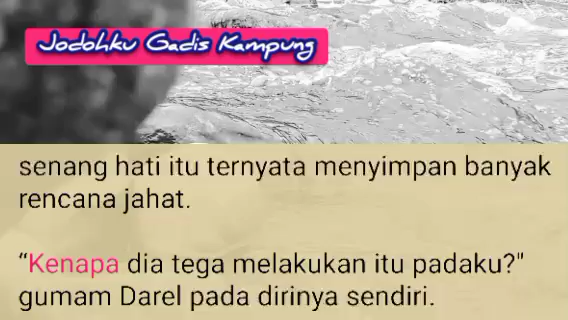 Jodohku Gadis Kampung
senang hati itu ternyata menyimpan banyak
rencana jahat.
“Kenapa dia tega melakukan itu padaku?"
gumam Darel pada dirinya sendiri.